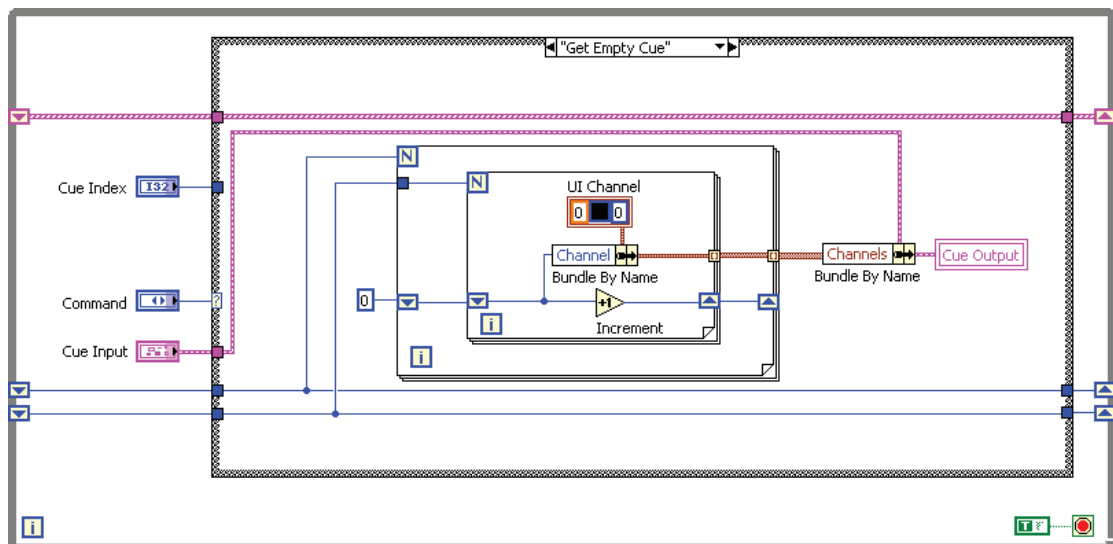 "Get Empty Cue"
N
Cue Index
I32
N
UI Channel
0
0
Channel
Bundle By Name
Channels
Bundle By Name
Cue Output
Command
?
0
+1
Increment
i
Cue Input
i
i
T